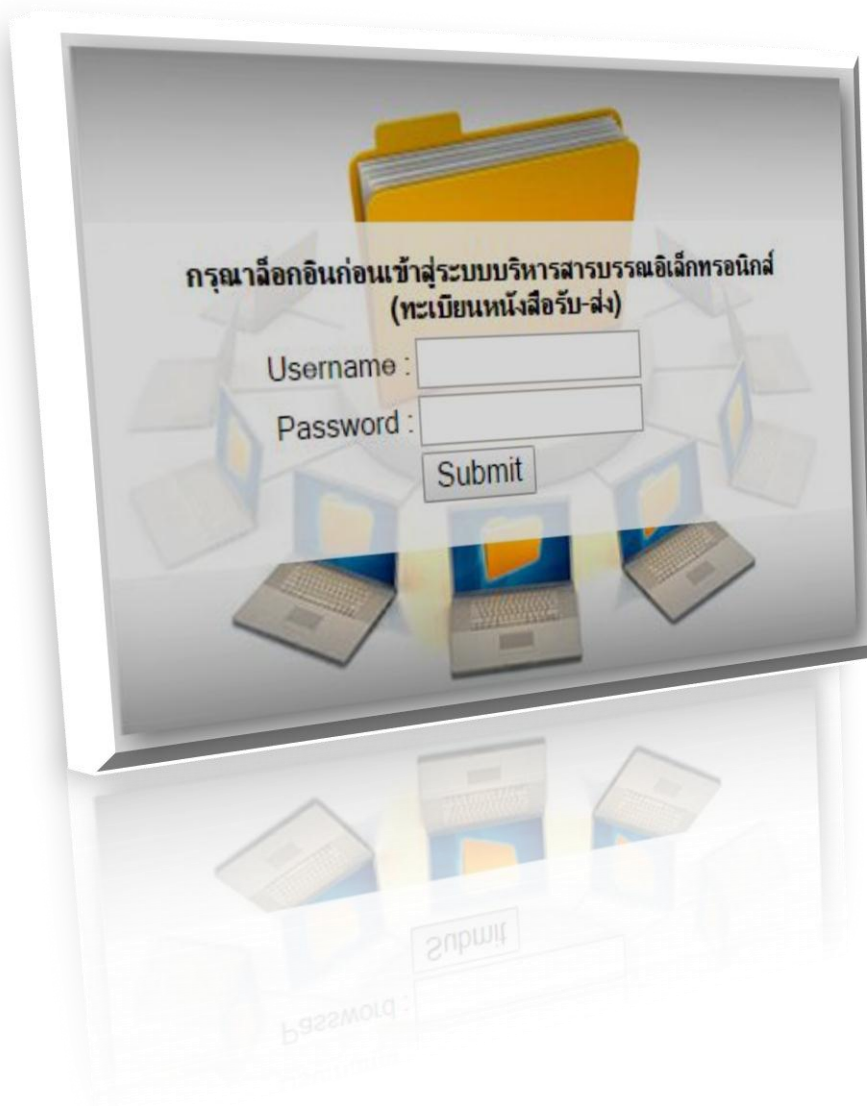 กรุณาล็อกอินก่อนเข้าสู่ระบบบริหารสารบรรณอิเล็กทรอนิกส์
(ทะเบียนหนังสือรับ-ส่ง)
Username :
Password :
Submit
Submit
Password :